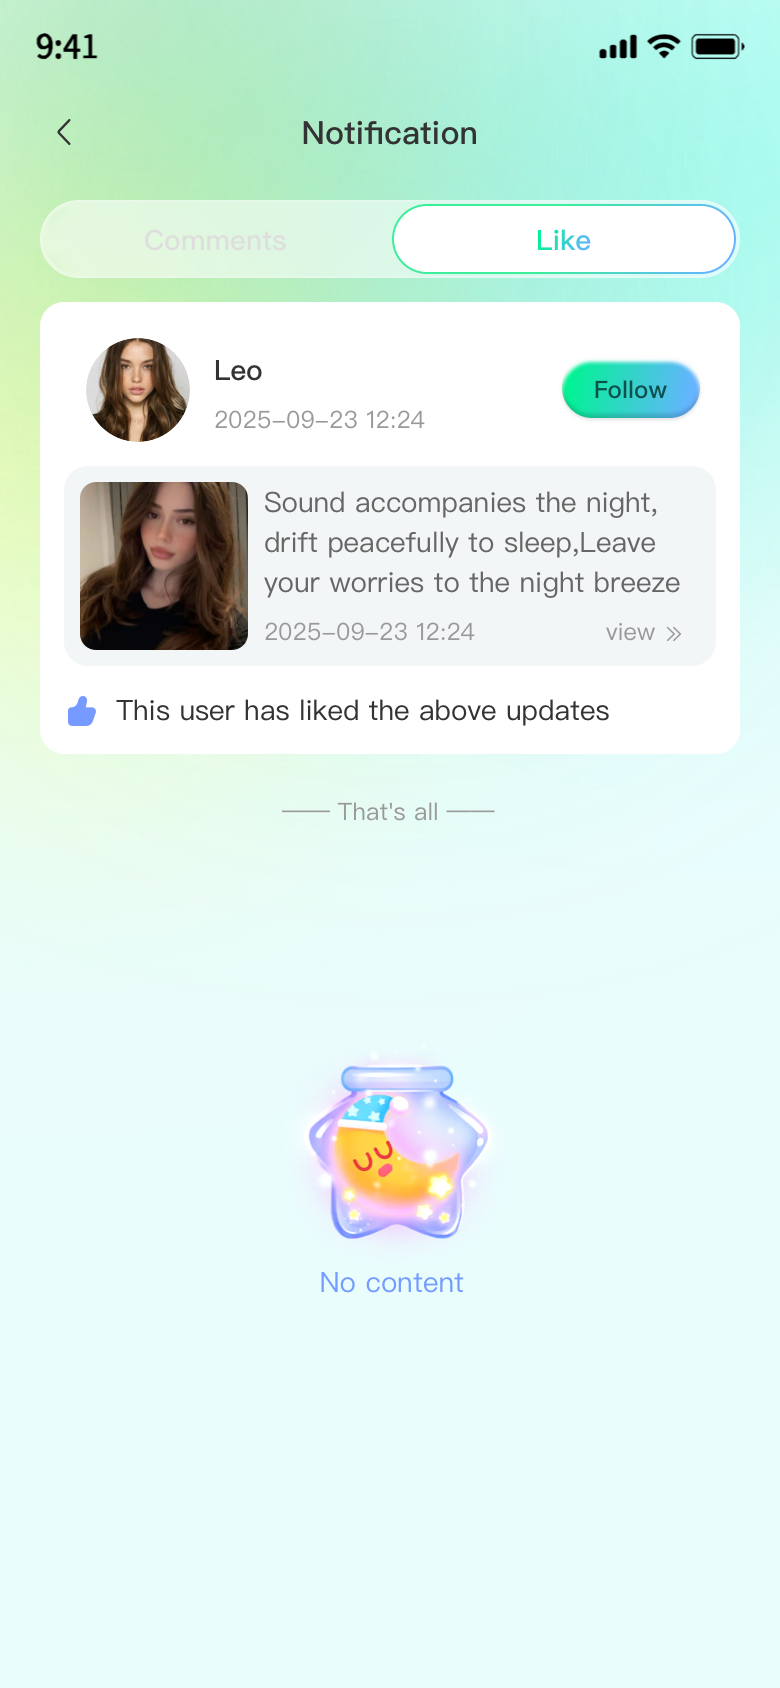 9:41
Notification
Comments
Like
Leo
2025-09-23 12:24
Follow
Sound accompanies the night,
drift peacefully to sleep,Leave
your worries to the night breeze
2025-09-23 12:24
view
This user has liked the above updates
That's all
No content